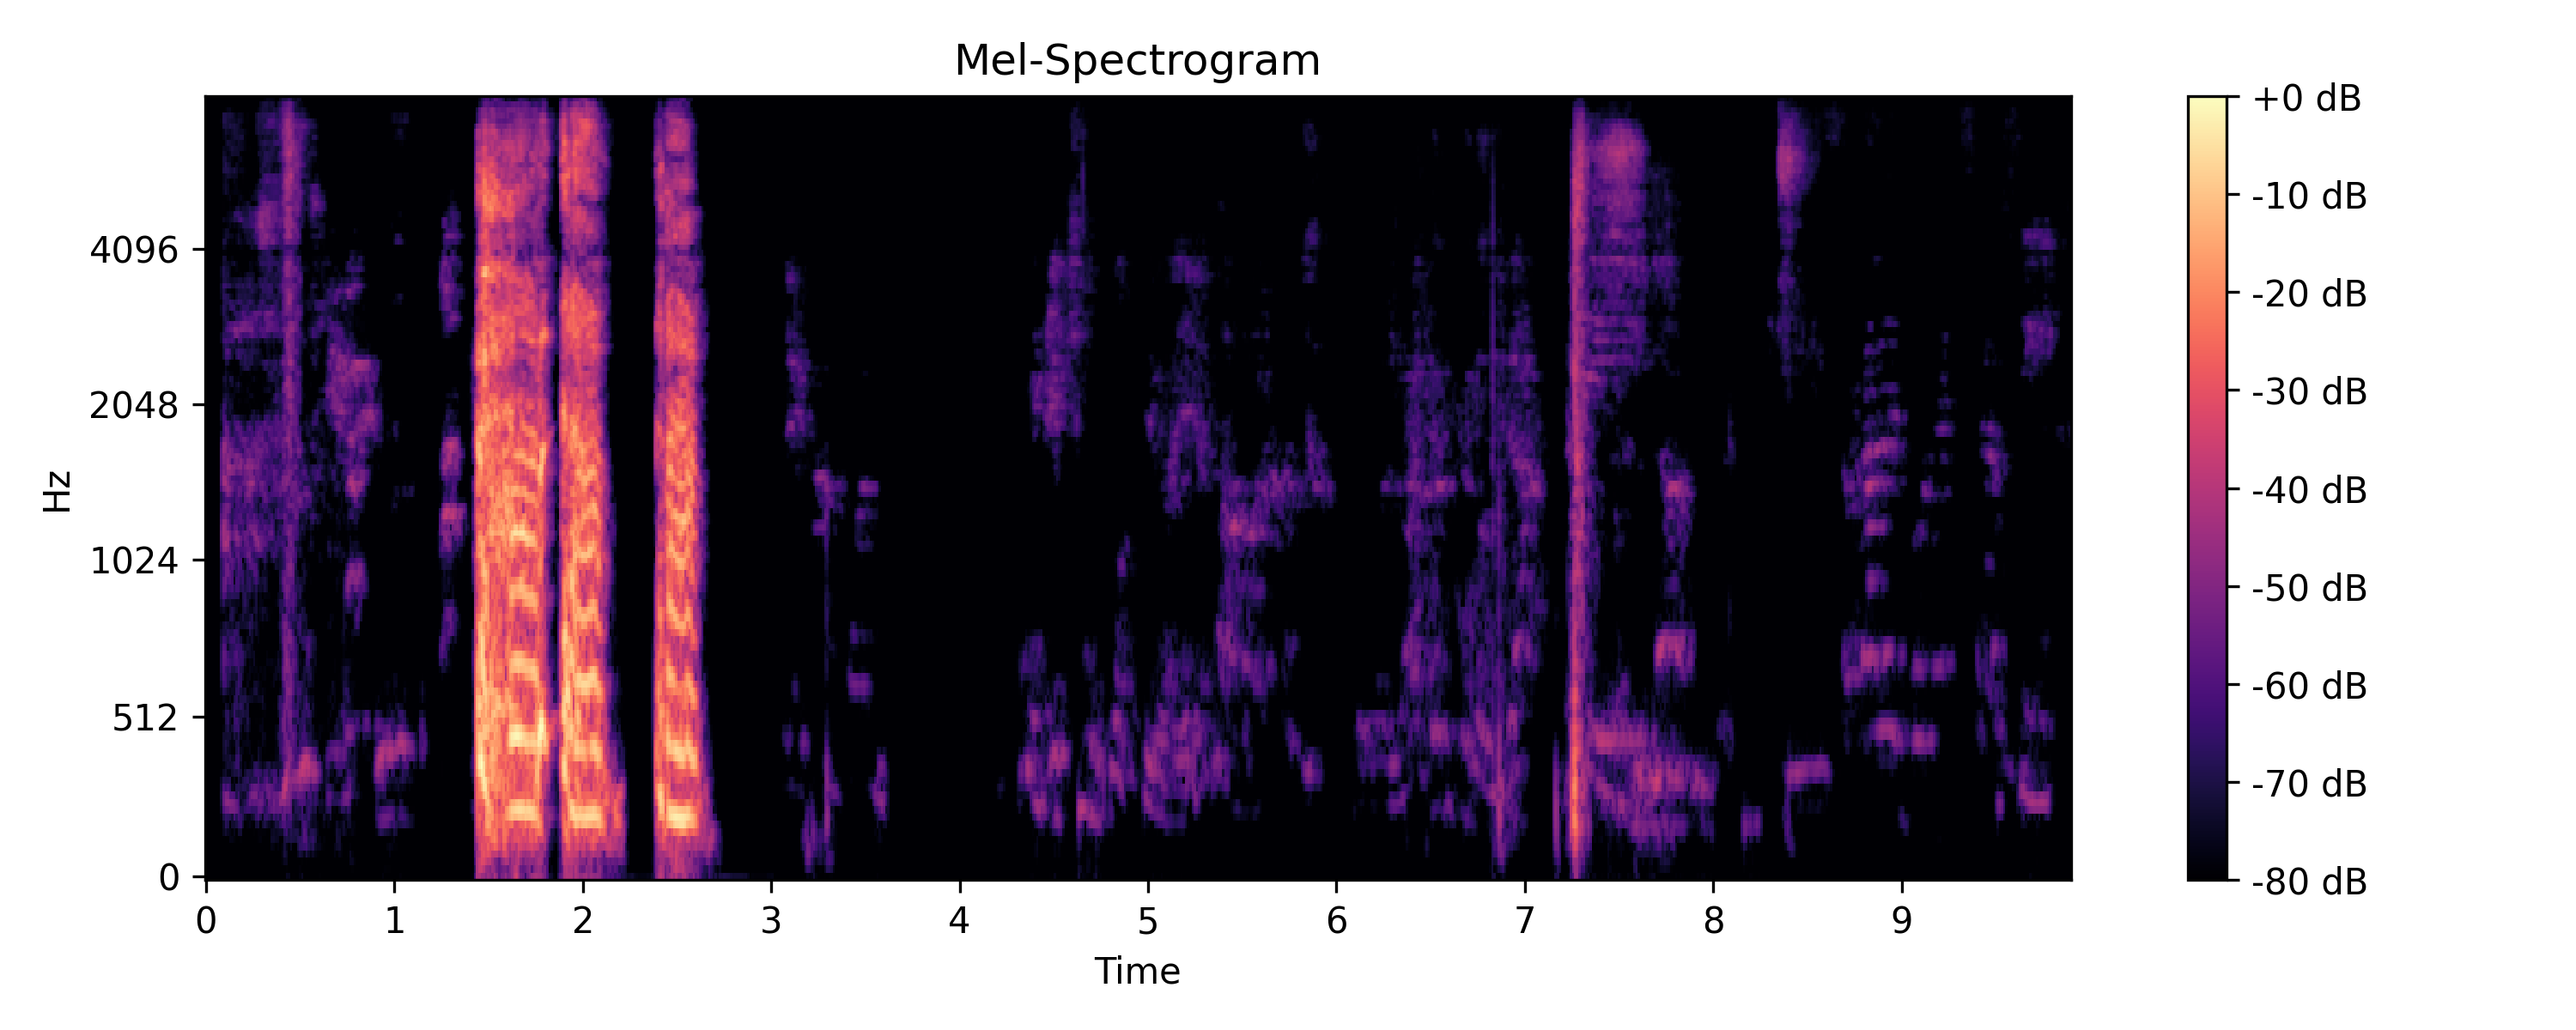 Mel-Spectrogram
+0 dB
-10 dB
-20 dB
-30 dB
-40 dB
-50 dB
-60 dB
-70 dB
-80 dB
Hz
4096
2048
1024
512
0
0 1 2 3 4 5 6 7 8 9
Time